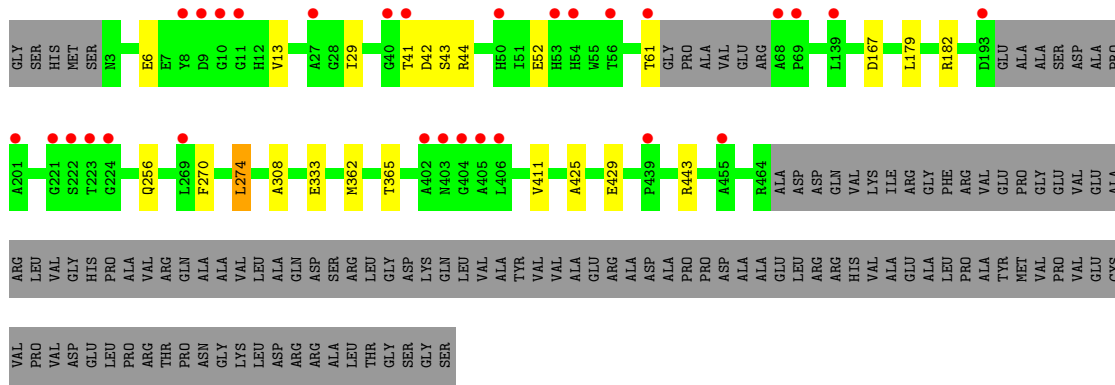 GLY SER HIS MET SER N3 E6 E7 Y8 D9 G10 G11 H12 V13 A27 G28 I29 G40 T41 D42 S43 R44 H50 I51 E52 H53 H54 W55 T56 T61 GLY PRO ALA VAL GLU ARG A68 P69 L139 D167 L179 R182 D193 GLU ALA ALA SER ASP ALA PRO
A201 G221 S222 T223 G224 Q256 L269 F270 L274 A308 E333 M362 T365 A402 N403 G404 A405 L406 V411 A425 E429 P439 R443 A455 R464 ALA ASP ASP GLN VAL LYS ILE ARG GLY PHE ARG VAL GLU PRO GLY GLU VAL GLU ALA
ARG LEU VAL GLY HIS PRO ALA VAL ARG GLN ALA ALA VAL LEU ALA GLN ASP SER ARG LEU GLY ASP LYS GLN LEU VAL ALA TYR VAL VAL ALA GLU ARG ALA ASP ALA PRO PRO ASP ALA ALA GLU LEU ARG ARG HIS VAL ALA GLU ALA LEU PRO ALA TYR MET VAL PRO VAL GLU CYS
VAL PRO VAL ASP GLU LEU PRO ARG THR PRO ASN GLY LYS LEU ASP ARG ARG ALA LEU THR GLY SER GLY SER